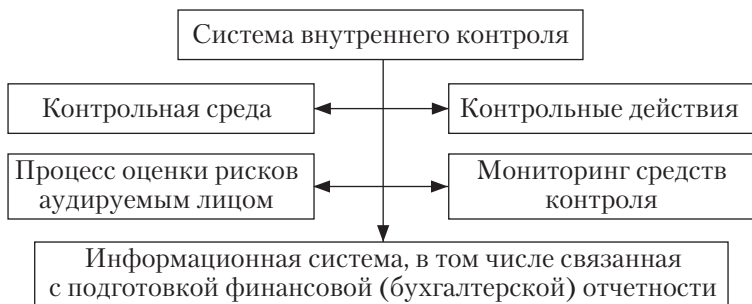 Система внутреннего контроля
Контрольная среда
Контрольные действия
Процесс оценки рисков
аудируемым лицом
Мониторинг средств
контроля
Информационная система, в том числе связанная
с подготовкой финансовой (бухгалтерской) отчетности